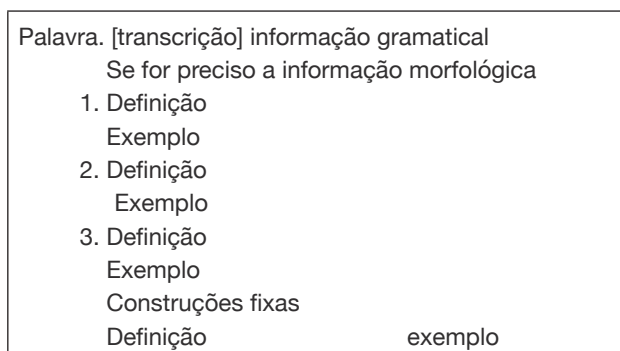 Palavra. [transcrição] informação gramatical
Se for preciso a informação morfológica
1. Definição
Exemplo
2. Definição
Exemplo
3. Definição
Exemplo
Construções fixas
Definição exemplo